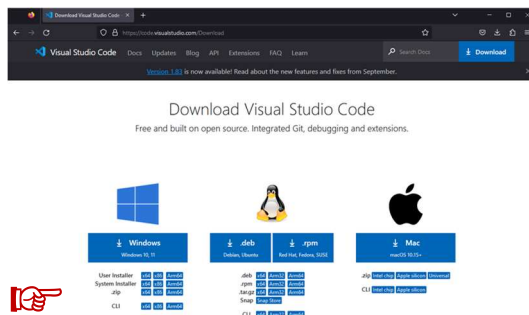 Download Visual Studio Code
https://code.visualstudio.com/Download
Visual Studio Code Docs Updates Blog API Extensions FAQ Learn Search Docs Download
Version 1.83 is now available! Read about the new features and fixes from September.
Download Visual Studio Code
Free and built on open source. Integrated Git, debugging and extensions.
Windows
Windows 10, 11
User Installer x64 x86 Arm64
System Installer x64 x86 Arm64
.zip x64 x86 Arm64
CLI x64 x86 Arm64
.deb
Debian, Ubuntu
.rpm
Red Hat, Fedora, SUSE
.deb x64 Arm32 Arm64
.rpm x64 Arm32 Arm64
.tar.gz x64 Arm32 Arm64
Snap Snap Store
CLI x64 Arm32 Arm64
Mac
macOS 10.15+
.zip Intel chip Apple silicon Universal
CLI Intel chip Apple silicon